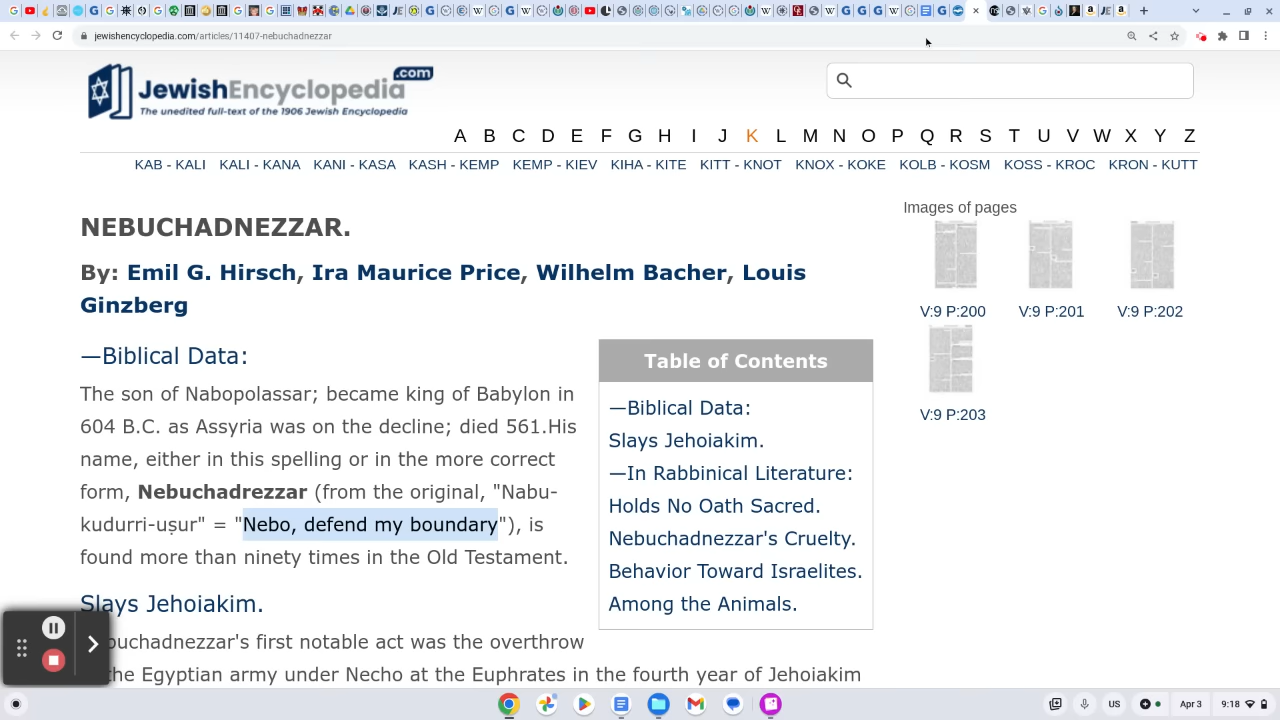 jewishencyclopedia.com/articles/11407-nebuchadnezzar
JewishEncyclopedia .com
The unedited full-text of the 1906 Jewish Encyclopedia
A B C D E F G H I J K L M N O P Q R S T U V W X Y Z
KAB - KALI KALI - KANA KANI - KASA KASH - KEMP KEMP - KIEV KIHA - KITE KITT - KNOT KNOX - KOKE KOLB - KOSM KOSS - KROC KRON - KUTT
NEBUCHADNEZZAR.
By: Emil G. Hirsch, Ira Maurice Price, Wilhelm Bacher, Louis
Ginzberg
—Biblical Data:
The son of Nabopolassar; became king of Babylon in
604 B.C. as Assyria was on the decline; died 561.His
name, either in this spelling or in the more correct
form, Nebuchadrezzar (from the original, "Nabu-
kudurri-uṣur" = "Nebo, defend my boundary"), is
found more than ninety times in the Old Testament.
Slays Jehoiakim.
buchadnezzar's first notable act was the overthrow
the Egyptian army under Necho at the Euphrates in the fourth year of Jehoiakim
Table of Contents
—Biblical Data:
Slays Jehoiakim.
—In Rabbinical Literature:
Holds No Oath Sacred.
Nebuchadnezzar's Cruelty.
Behavior Toward Israelites.
Among the Animals.
Images of pages
V:9 P:200 V:9 P:201 V:9 P:202
V:9 P:203
US Apr 3 9:18